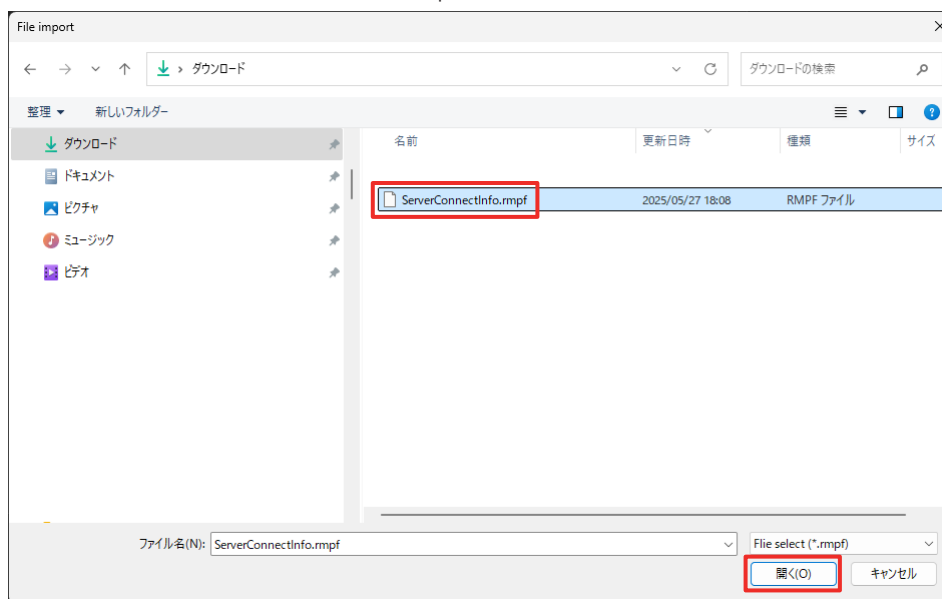 File import
ダウンロード
ダウンロードの検索
整理
新しいフォルダー
ダウンロード
ドキュメント
ピクチャ
ミュージック
ビデオ
名前 更新日時 種類 サイズ
ServerConnectInfo.rmpf 2025/05/27 18:08 RMPF ファイル
ファイル名(N): ServerConnectInfo.rmpf Flie select (*.rmpf)
開く(O) キャンセル